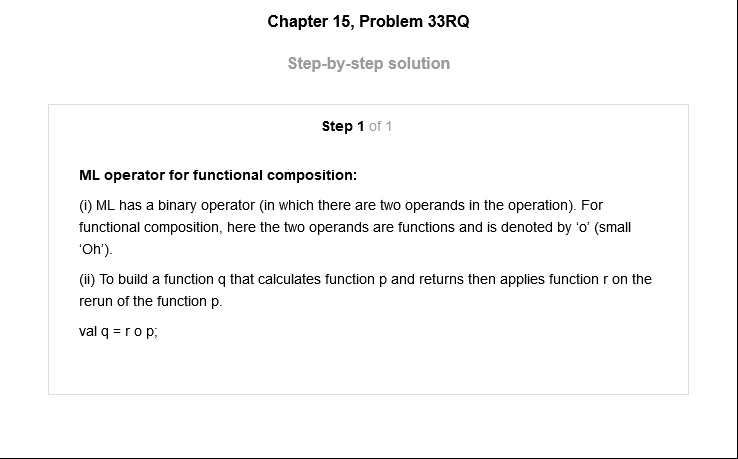 Chapter 15, Problem 33RQ
Step-by-step solution
Step 1 of 1
ML operator for functional composition:
(i) ML has a binary operator (in which there are two operands in the operation). For
functional composition, here the two operands are functions and is denoted by ‘o’ (small
‘Oh’).
(ii) To build a function q that calculates function p and returns then applies function r on the
rerun of the function p.
val q = r o p;